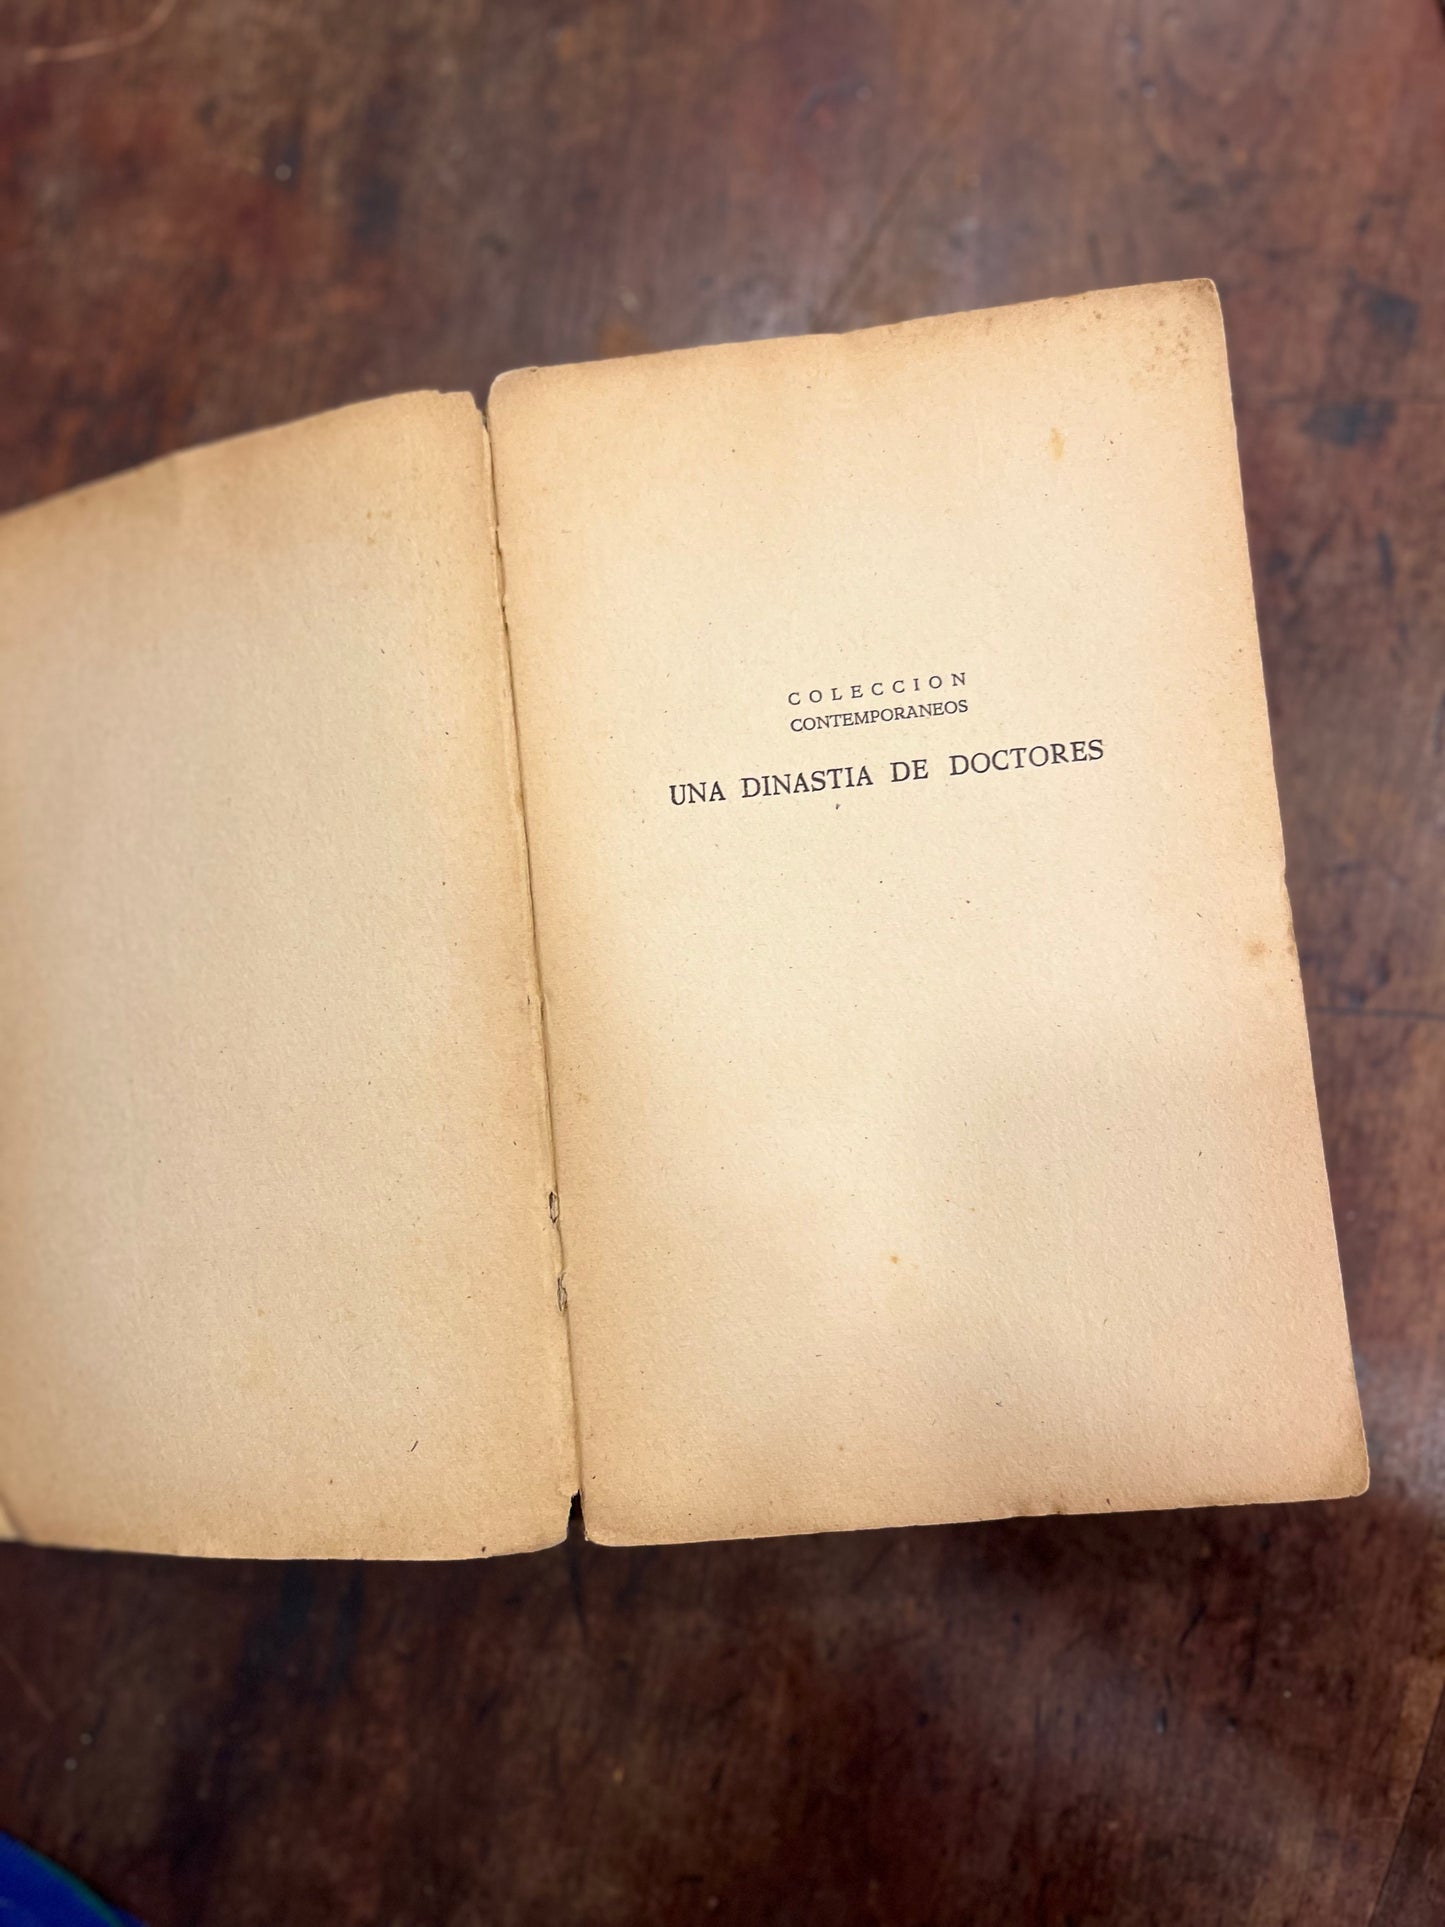 COLECCION
CONTEMPORANEOS
UNA DINASTIA DE DOCTORES